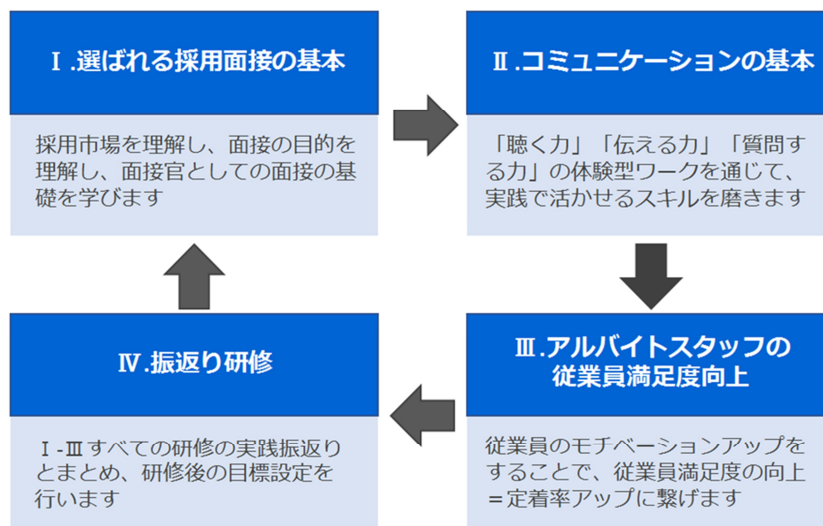 Ⅰ.選ばれる採用面接の基本
採用市場を理解し、面接の目的を
理解し、面接官としての面接の基
礎を学びます
Ⅱ.コミュニケーションの基本
「聴く力」「伝える力」「質問す
る力」の体験型ワークを通じて、
実践で活かせるスキルを磨きます
Ⅲ.アルバイトスタッフの
従業員満足度向上
従業員のモチベーションアップを
することで、従業員満足度の向上
＝定着率アップに繋げます
Ⅳ.振返り研修
Ⅰ-Ⅲすべての研修の実践振返り
とまとめ、研修後の目標設定を
行います